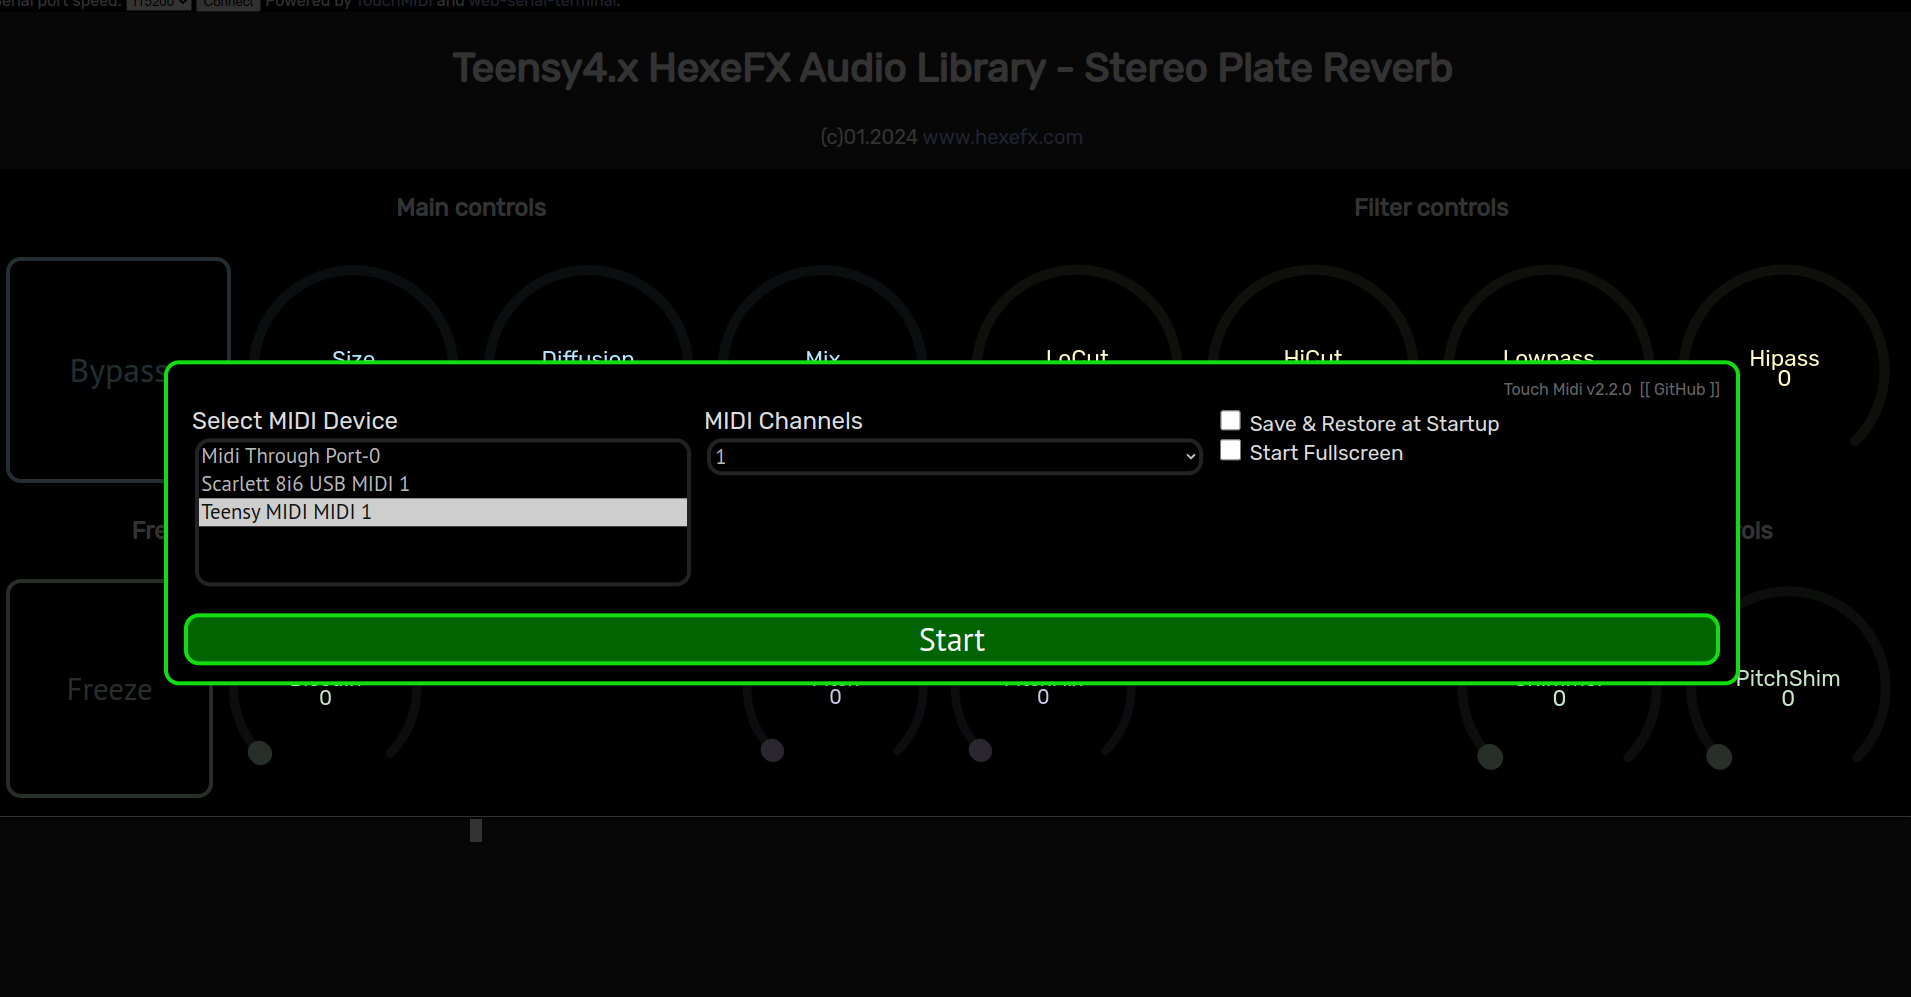 Serial port speed: 115200 Connect Powered by TouchMIDI and web-serial-terminal.
Teensy4.x HexeFX Audio Library - Stereo Plate Reverb
(c)01.2024 www.hexefx.com
Main controls
Filter controls
Bypass
Size
Diffusion
Mix
LoCut
HiCut
Lowpass
Hipass
0
Touch Midi v2.2.0 [[ GitHub ]]
Select MIDI Device
Midi Through Port-0
Scarlett 8i6 USB MIDI 1
Teensy MIDI MIDI 1
MIDI Channels
1
Save & Restore at Startup
Start Fullscreen
Fre
ols
Start
Freeze
0
0
0
Shimmer
0
PitchShim
0